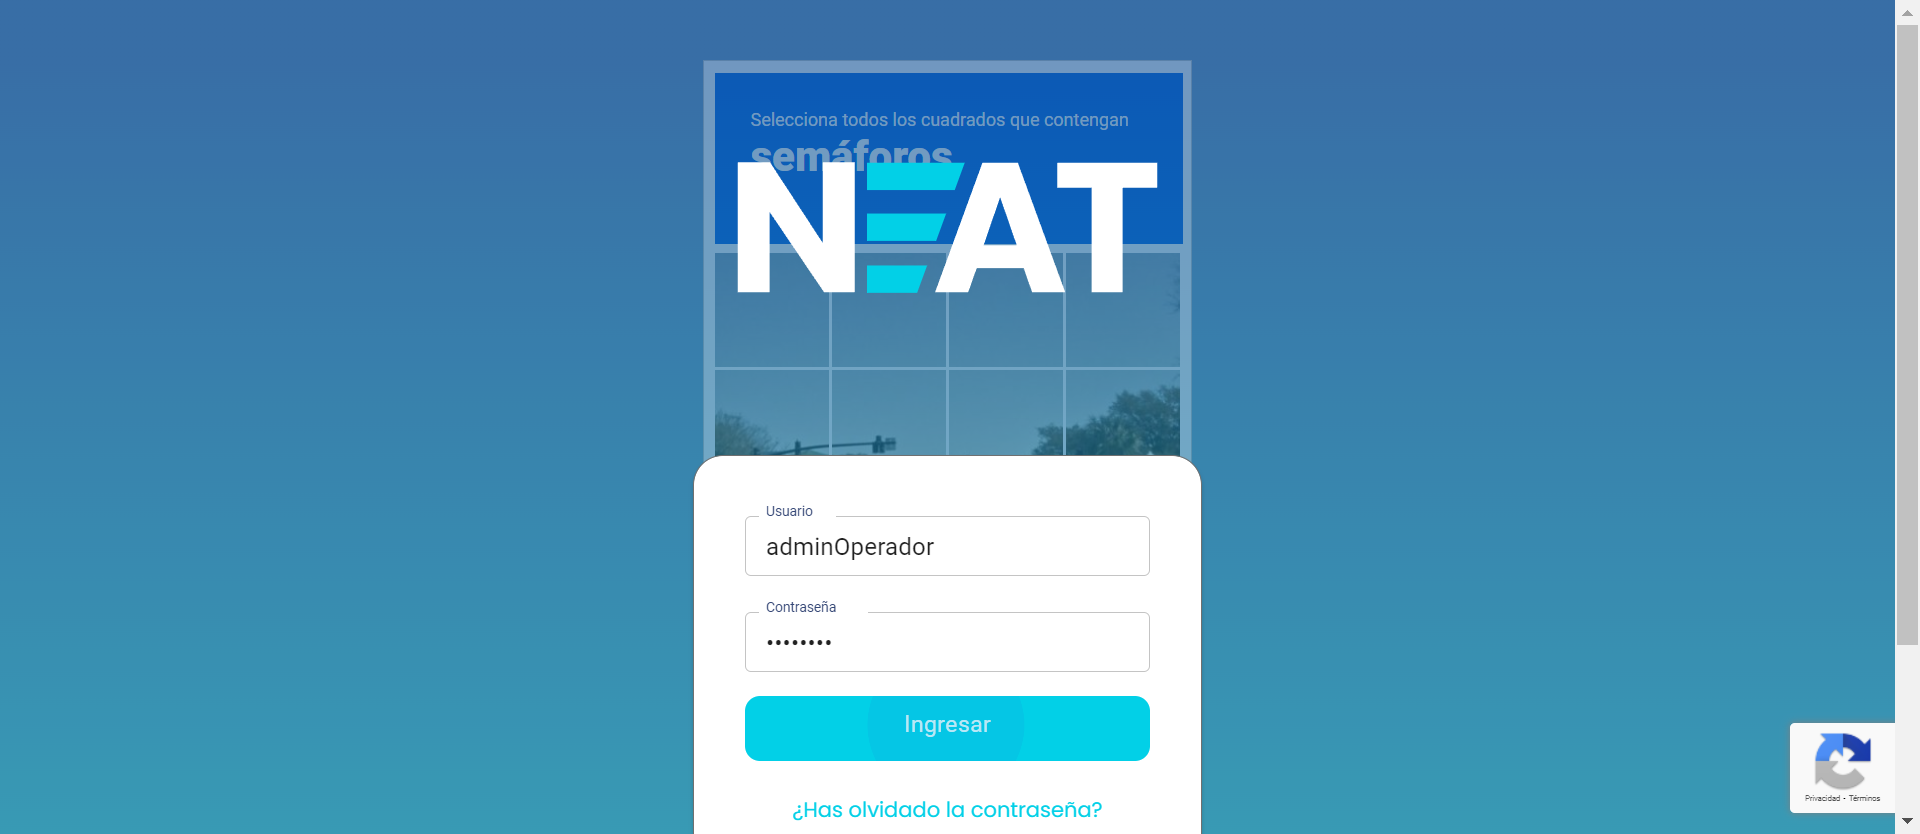 Selecciona todos los cuadrados que contengan
semáforos
NEAT
Usuario
adminOperador
Contraseña
••••••••
Ingresar
¿Has olvidado la contraseña?
Privacidad - Términos